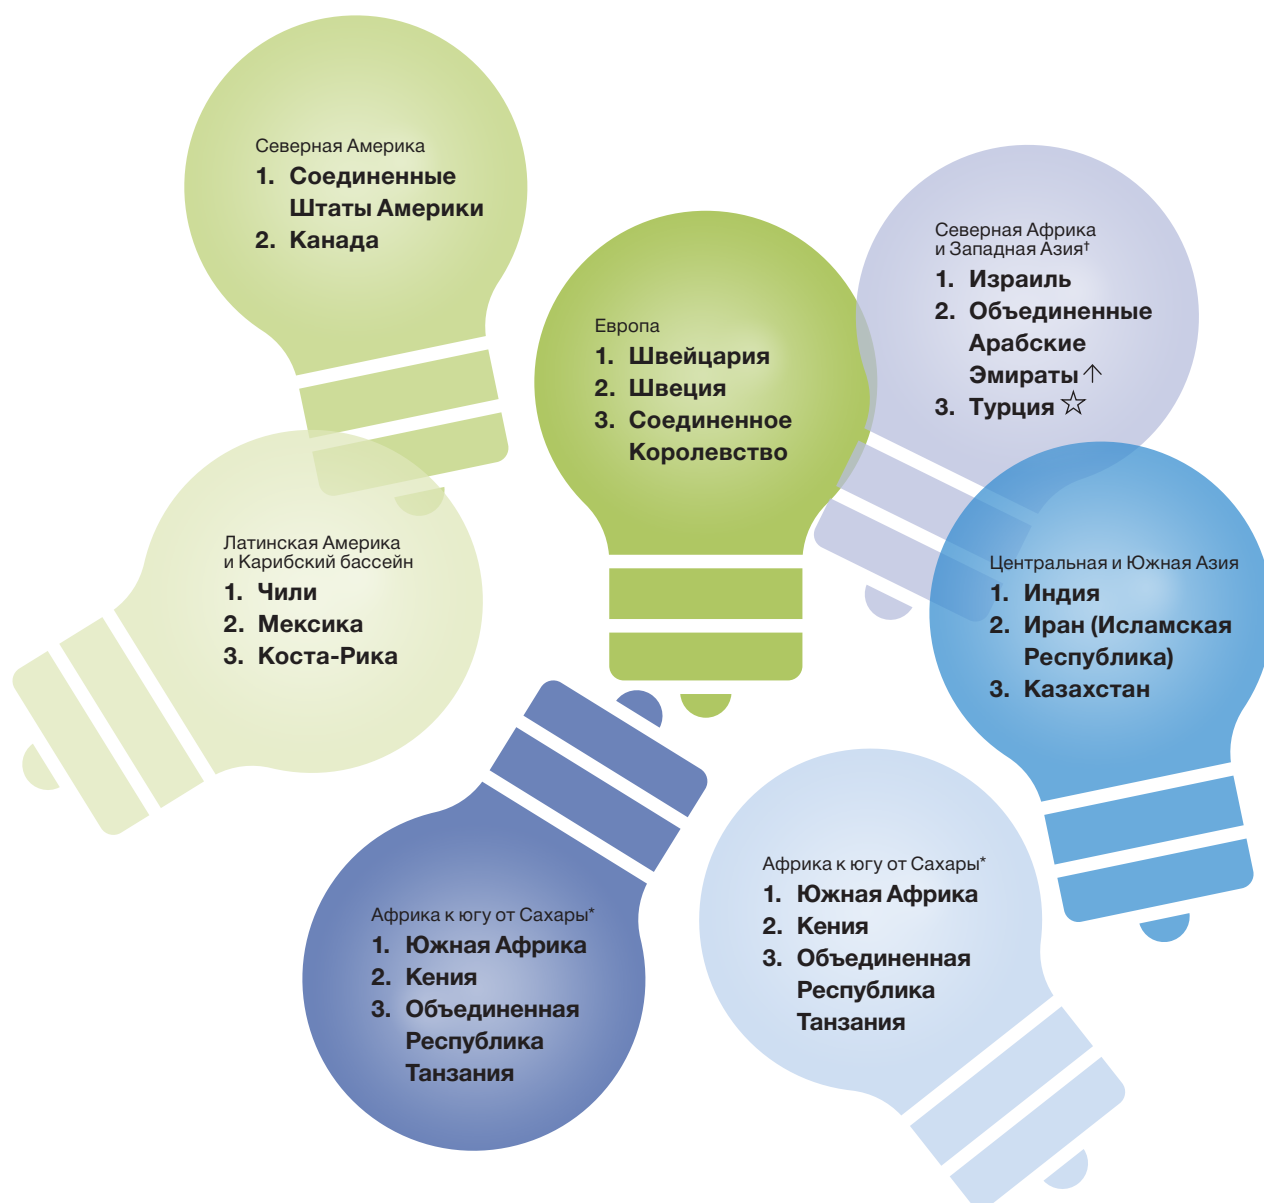 Северная Америка
1. Соединенные
Штаты Америки
2. Канада
Северная Африка
и Западная Азия†
1. Израиль
2. Объединенные
Арабские
Эмираты ↑
3. Турция ☆
Европа
1. Швейцария
2. Швеция
3. Соединенное
Королевство
Латинская Америка
и Карибский бассейн
1. Чили
2. Мексика
3. Коста-Рика
Центральная и Южная Азия
1. Индия
2. Иран (Исламская
Республика)
3. Казахстан
Африка к югу от Сахары*
1. Южная Африка
2. Кения
3. Объединенная
Республика
Танзания
Африка к югу от Сахары*
1. Южная Африка
2. Кения
3. Объединенная
Республика
Танзания